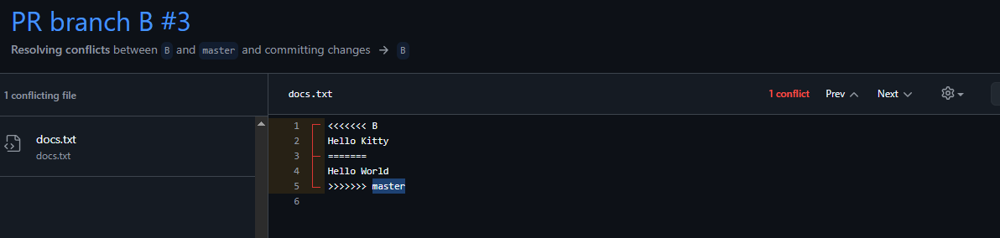 PR branch B #3
Resolving conflicts between B and master and committing changes → B
1 conflicting file
docs.txt
docs.txt
docs.txt
1 conflict Prev Next
1 <<<<<<< B
2 Hello Kitty
3 =======
4 Hello World
5 >>>>>>> master
6